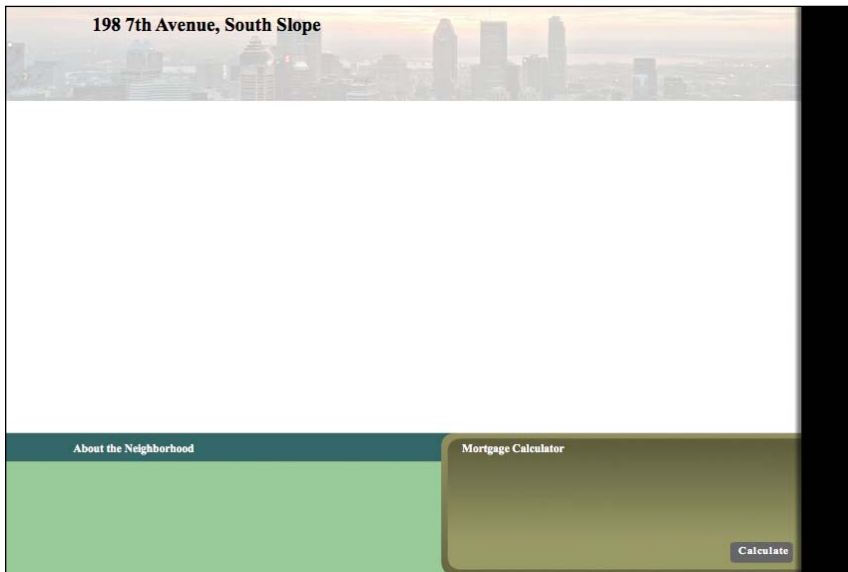 198 7th Avenue, South Slope
About the Neighborhood
Mortgage Calculator
Calculate